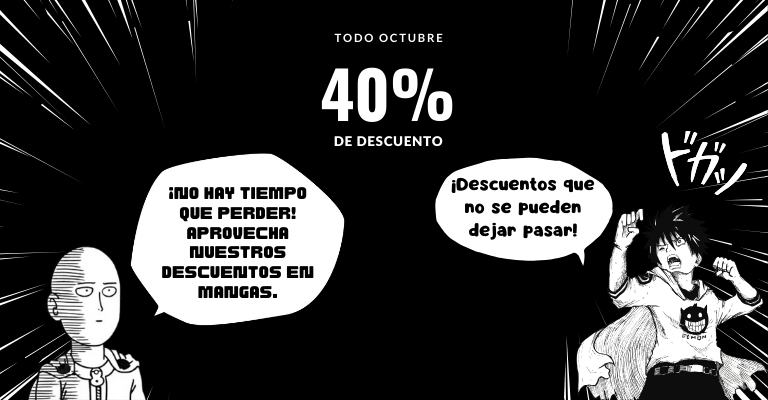 TODO OCTUBRE
40%
DE DESCUENTO
¡NO HAY TIEMPO
QUE PERDER!
APROVECHA
NUESTROS
DESCUENTOS EN
MANGAS.
¡Descuentos que
no se pueden
dejar pasar!
ドガッ
DEMON